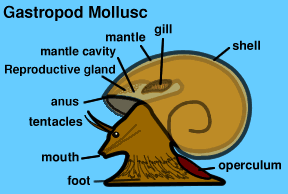 Gastropod Mollusc
gill
mantle
shell
mantle cavity
Reproductive gland
anus
tentacles
mouth
operculum
foot